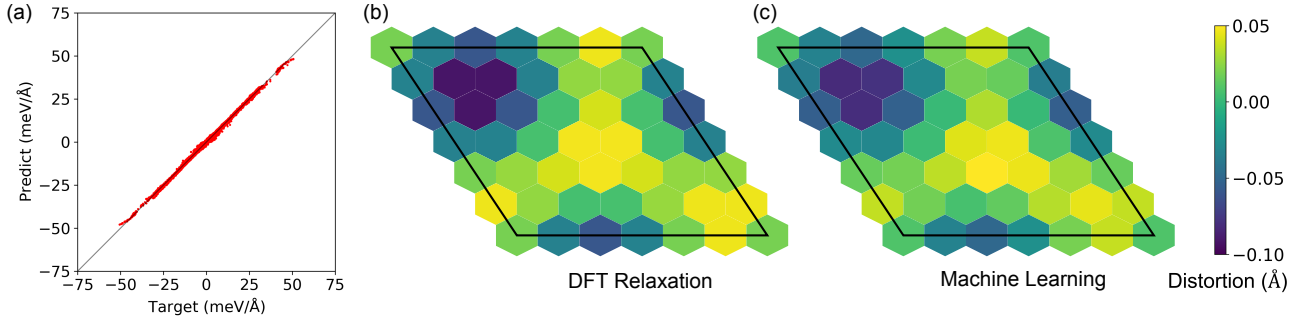 (a)
75
50
25
0
−25
−50
−75
Predict (meV/Å)
−75 −50 −25 0 25 50 75
Target (meV/Å)
(b)
DFT Relaxation
(c)
Machine Learning
0.05
0.00
−0.05
−0.10
Distortion (Å)